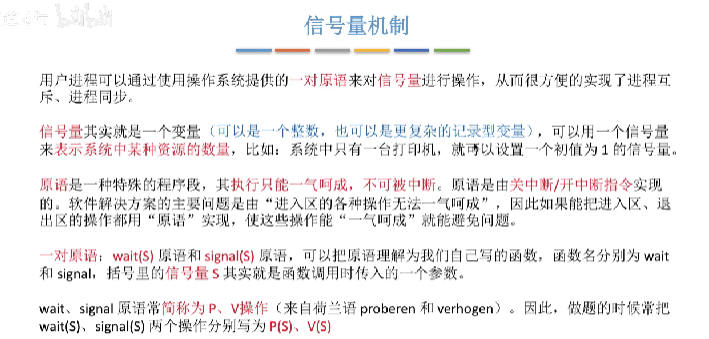 信号量机制
用户进程可以通过使用操作系统提供的一对原语来对信号量进行操作，从而很方便的实现了进程互
斥、进程同步。
信号量其实就是一个变量（可以是一个整数，也可以是更复杂的记录型变量），可以用一个信号量
来表示系统中某种资源的数量，比如：系统中只有一台打印机，就可以设置一个初值为 1 的信号量。
原语是一种特殊的程序段，其执行只能一气呵成，不可被中断。原语是由关中断/开中断指令实现
的。软件解决方案的主要问题是由“进入区的各种操作无法一气呵成”，因此如果能把进入区、退
出区的操作都用“原语”实现，使这些操作能“一气呵成”就能避免问题。
一对原语：wait(S) 原语和 signal(S) 原语，可以把原语理解为我们自己写的函数，函数名分别为 wait
和 signal，括号里的信号量 S 其实就是函数调用时传入的一个参数。
wait、signal 原语常简称为 P、V操作（来自荷兰语 proberen 和 verhogen）。因此，做题的时候常把
wait(S)、signal(S) 两个操作分别写为 P(S)、V(S)